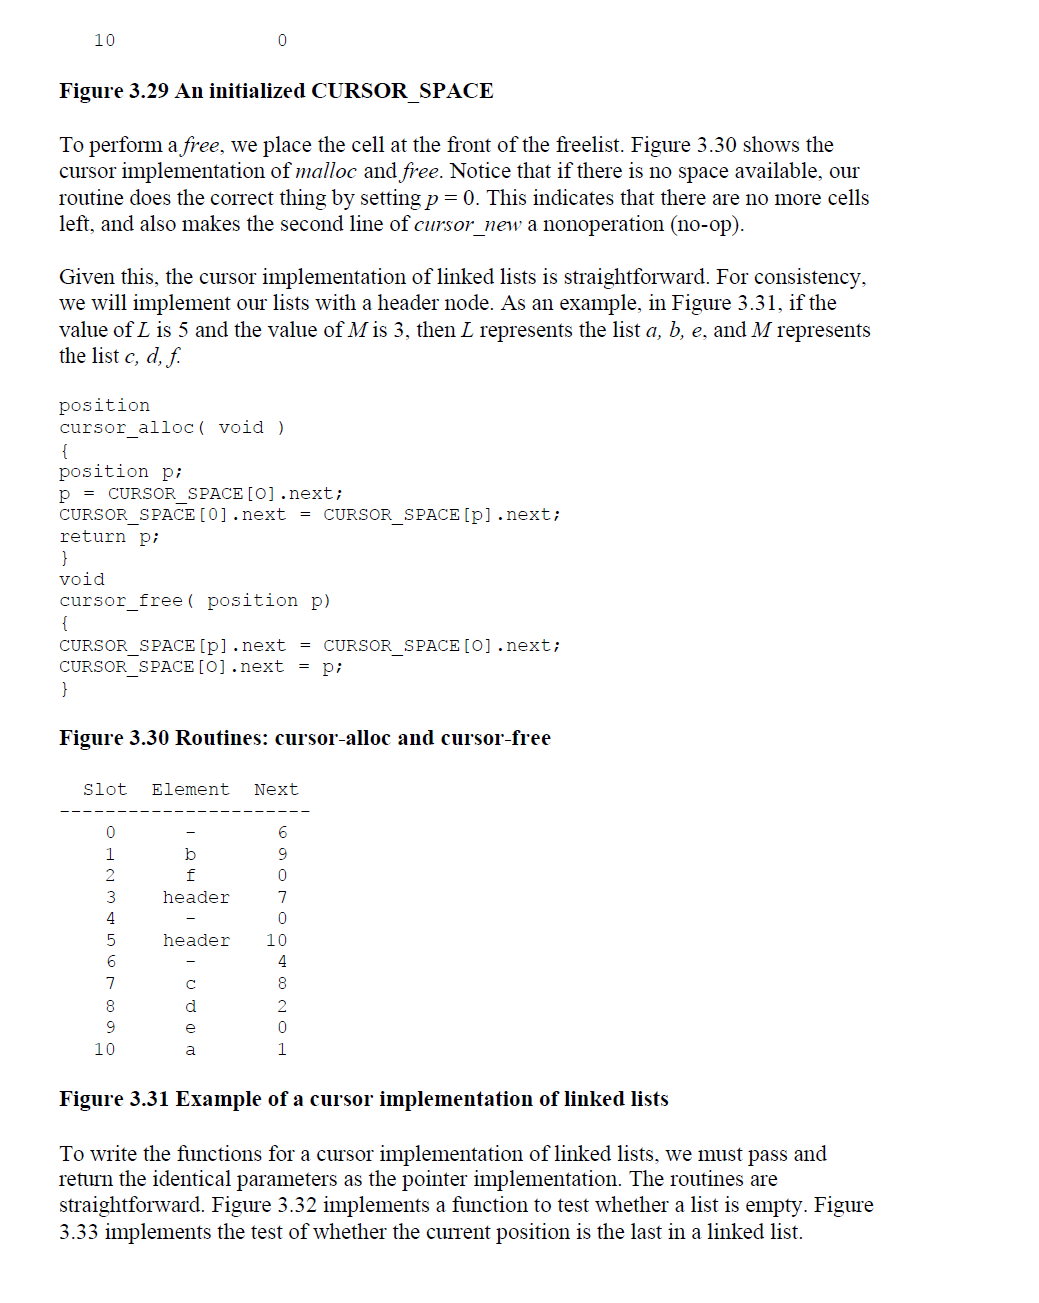 10 0
Figure 3.29 An initialized CURSOR_SPACE
To perform a free, we place the cell at the front of the freelist. Figure 3.30 shows the
cursor implementation of malloc and free. Notice that if there is no space available, our
routine does the correct thing by setting p = 0. This indicates that there are no more cells
left, and also makes the second line of cursor_new a nonoperation (no-op).
Given this, the cursor implementation of linked lists is straightforward. For consistency,
we will implement our lists with a header node. As an example, in Figure 3.31, if the
value of L is 5 and the value of M is 3, then L represents the list a, b, e, and M represents
the list c, d, f.
position
cursor_alloc( void )
{
position p;
p = CURSOR_SPACE[O].next;
CURSOR_SPACE[0].next = CURSOR_SPACE[p].next;
return p;
}
void
cursor_free( position p)
{
CURSOR_SPACE[p].next = CURSOR_SPACE[O].next;
CURSOR_SPACE[O].next = p;
}
Figure 3.30 Routines: cursor-alloc and cursor-free
Slot Element Next
----------------------
0 - 6
1 b 9
2 f 0
3 header 7
4 - 0
5 header 10
6 - 4
7 c 8
8 d 2
9 e 0
10 a 1
Figure 3.31 Example of a cursor implementation of linked lists
To write the functions for a cursor implementation of linked lists, we must pass and
return the identical parameters as the pointer implementation. The routines are
straightforward. Figure 3.32 implements a function to test whether a list is empty. Figure
3.33 implements the test of whether the current position is the last in a linked list.